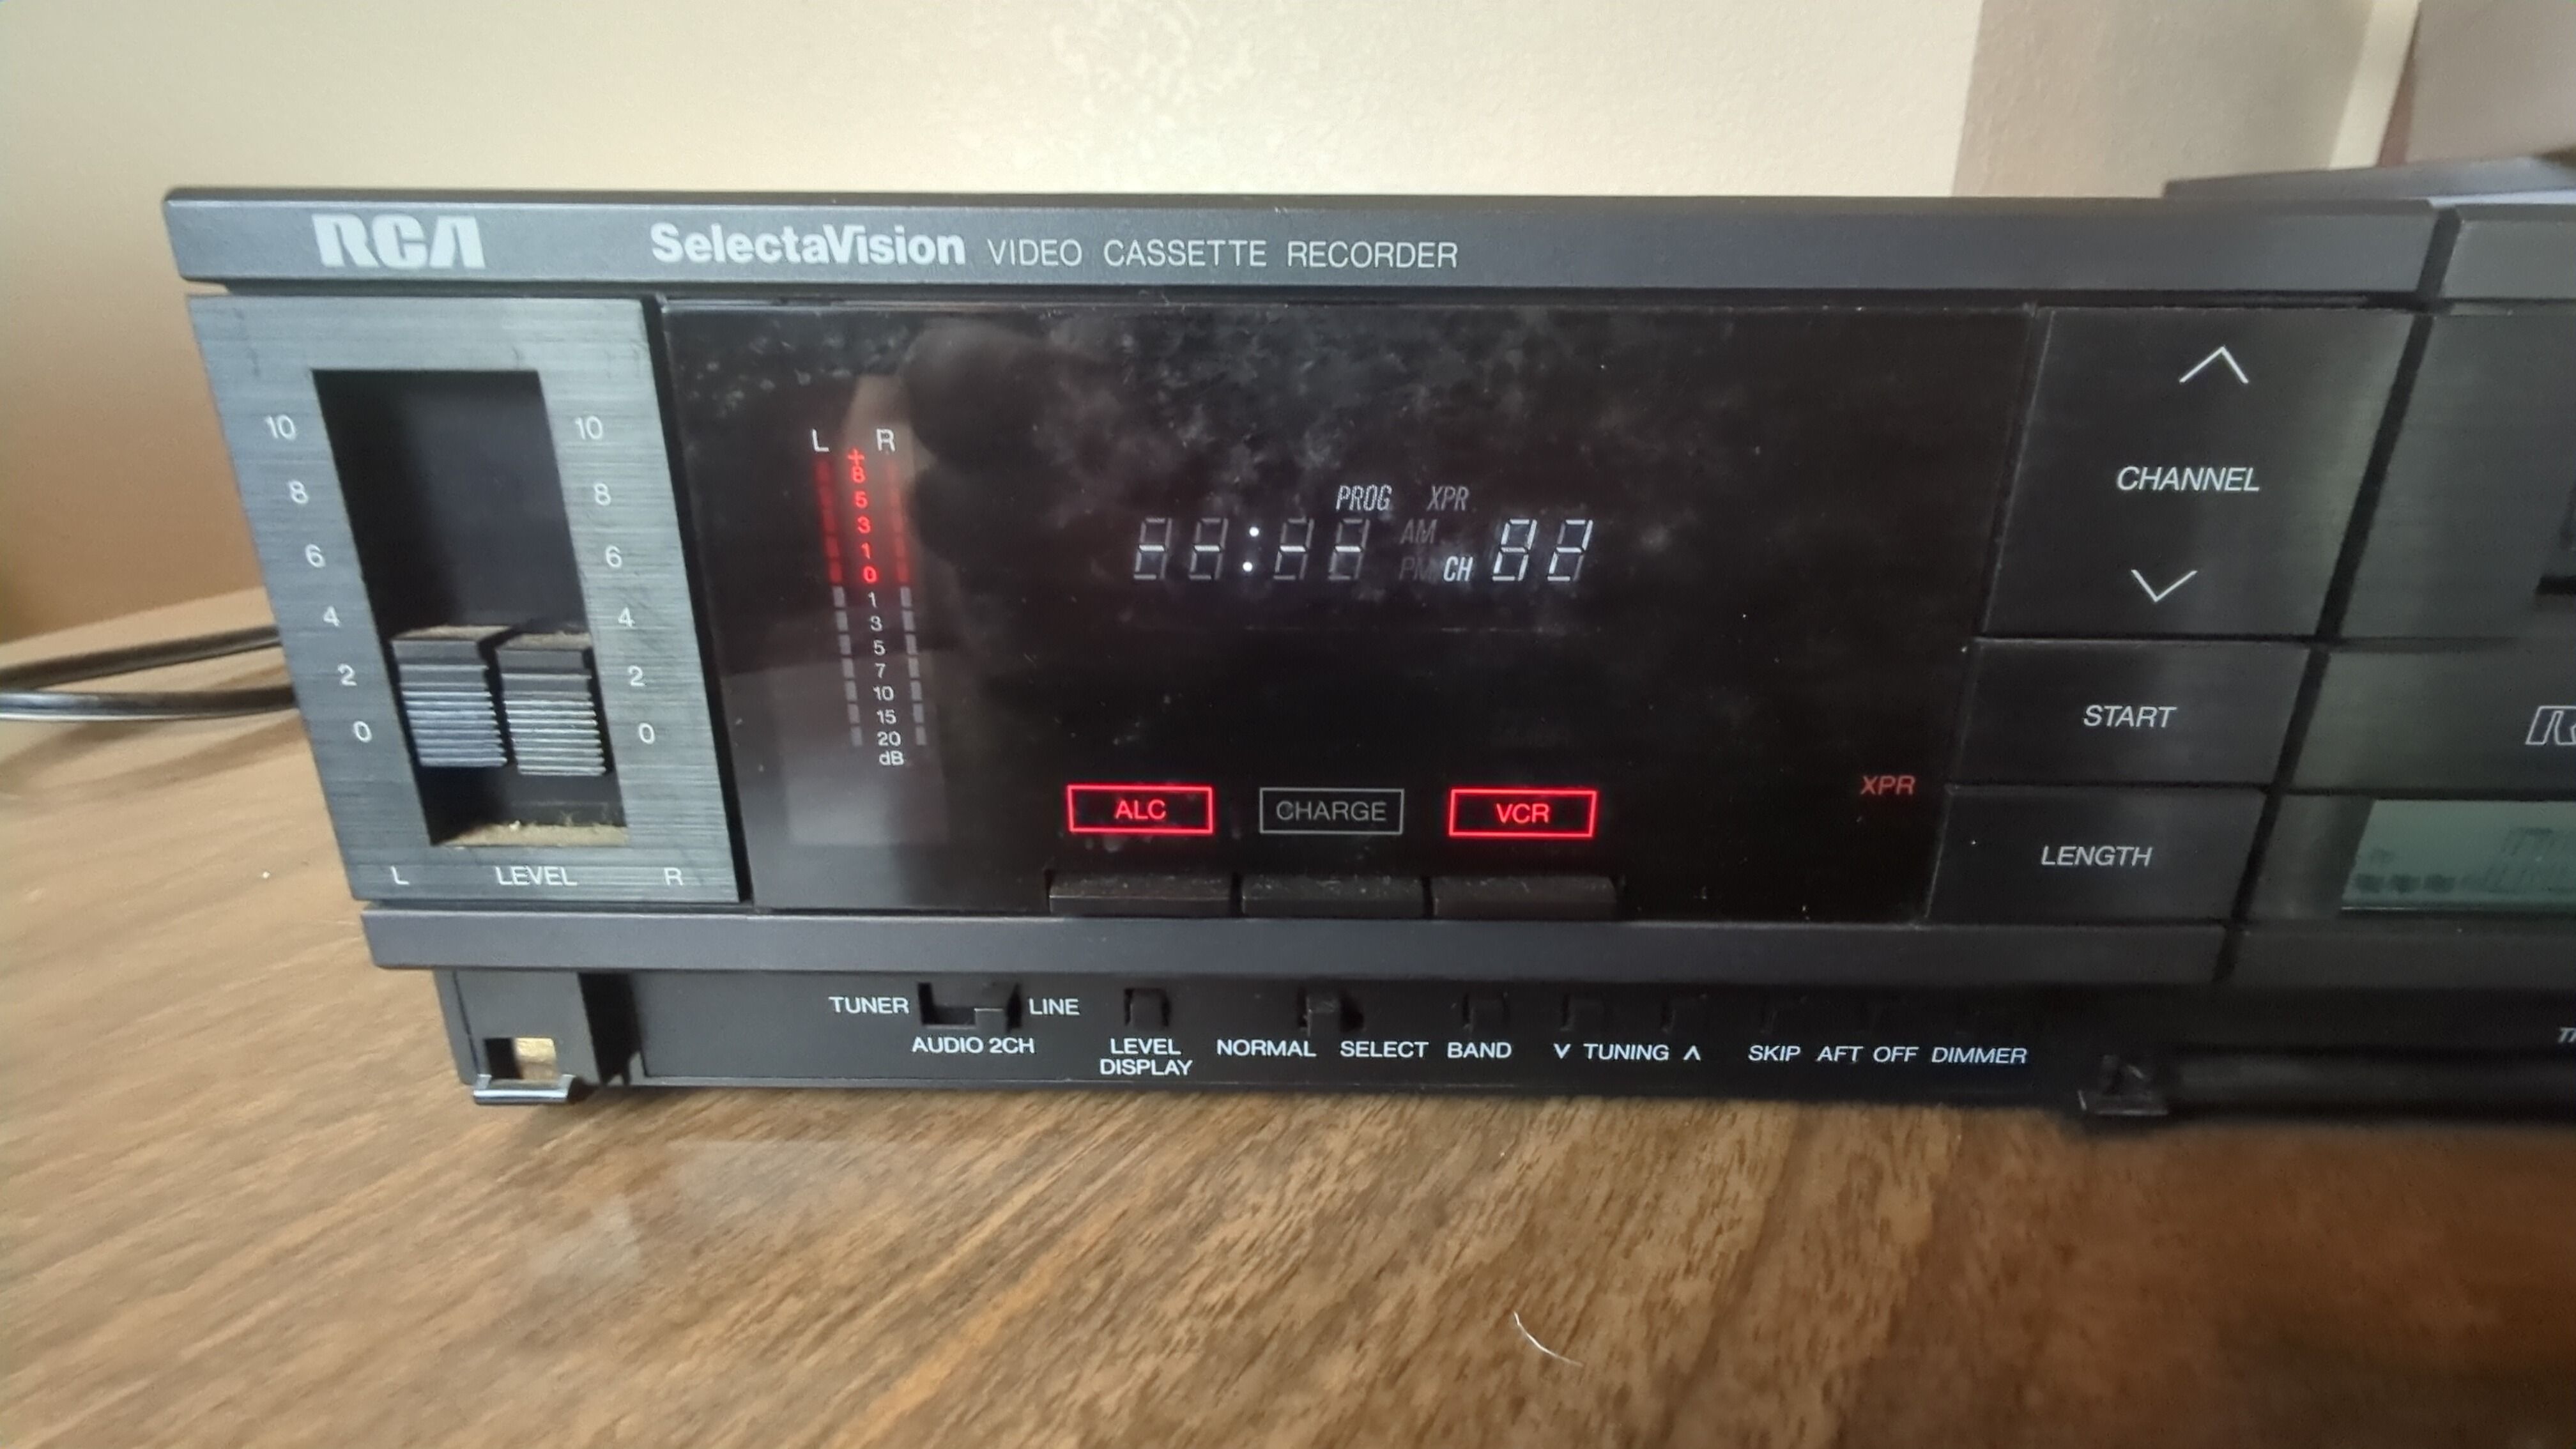 RCA SelectaVision VIDEO CASSETTE RECORDER
L R
+
8
5
3
1
0
1
3
5
7
10
15
20
dB
10 10
8 8
6 6
4 4
2 2
0 0
L LEVEL R
PROG XPR
AM
PM CH 02
ALC CHARGE VCR
XPR
CHANNEL
START
LENGTH
TUNER LINE
AUDIO 2CH
LEVEL
DISPLAY
NORMAL SELECT BAND
V TUNING Λ
SKIP AFT OFF DIMMER